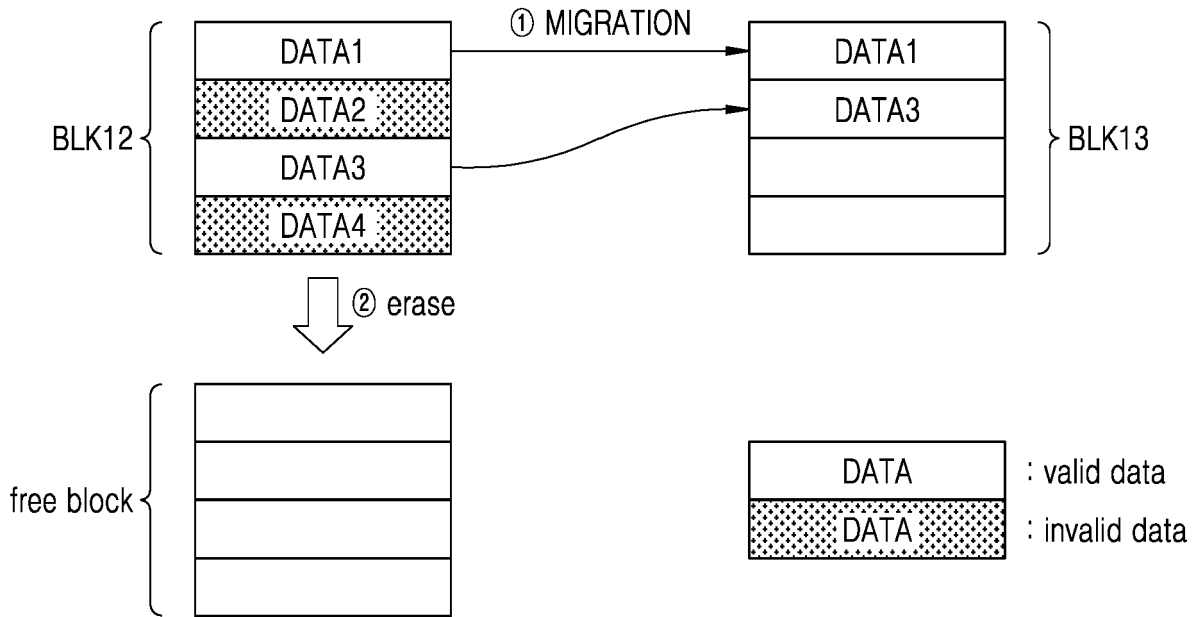 ① MIGRATION
BLK12
DATA1
DATA2
DATA3
DATA4
DATA1
DATA3
BLK13
② erase
free block
DATA : valid data
DATA : invalid data